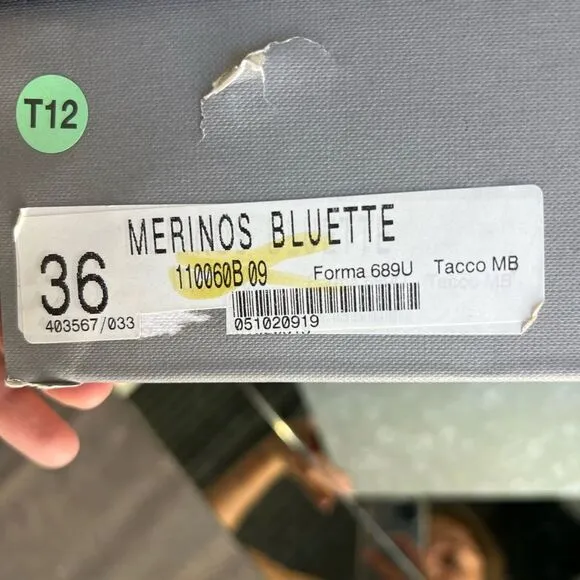 T12
MERINOS BLUETTE
36
110060B 09 Forma 689U Tacco MB
403567/033
051020919